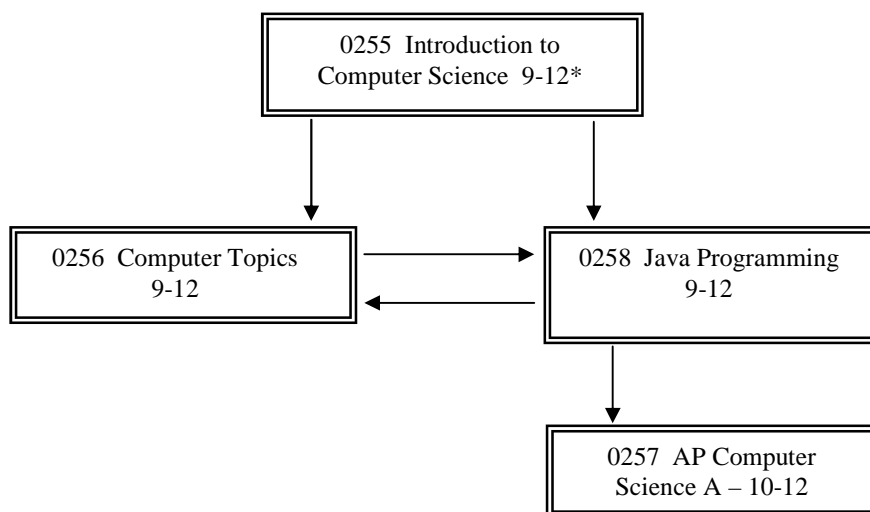 0255 Introduction to
Computer Science 9-12*
0256 Computer Topics
9-12
0258 Java Programming
9-12
0257 AP Computer
Science A – 10-12